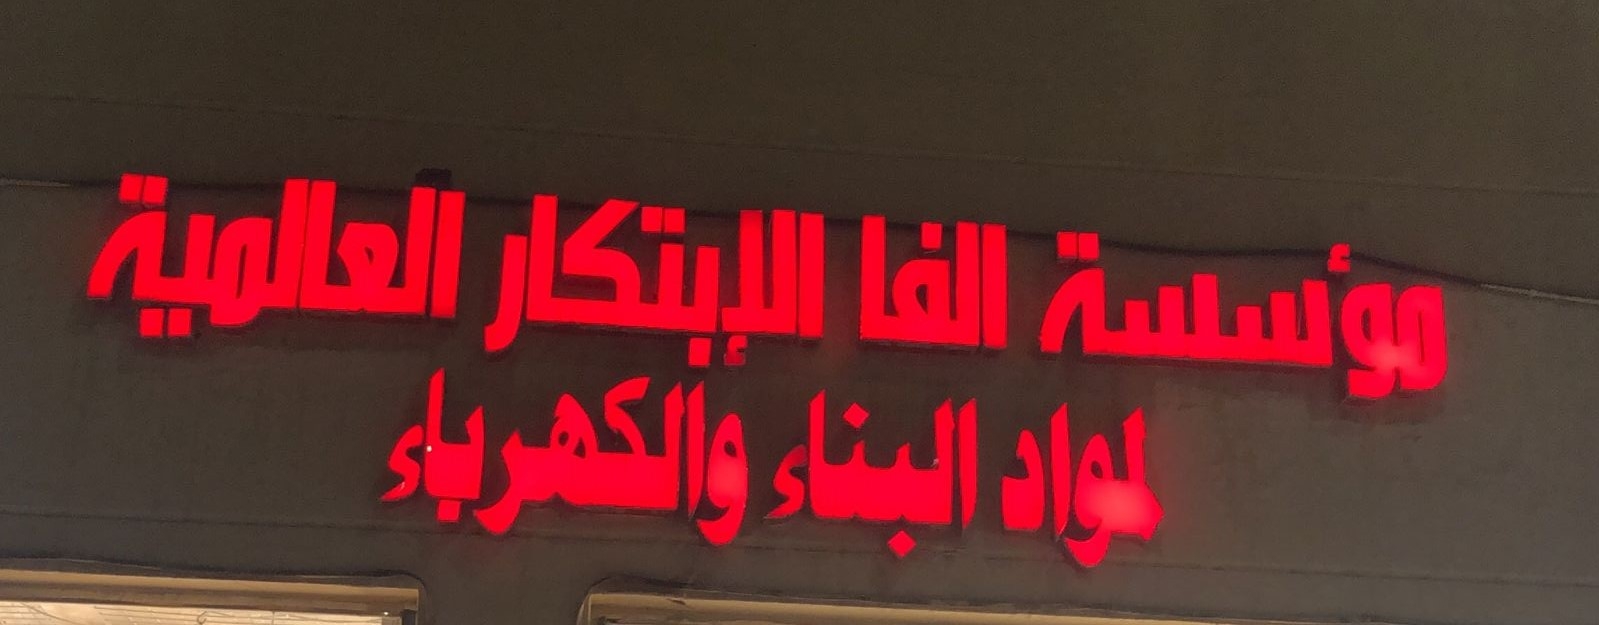 مؤسسة الفا الإبتكار العالمية
لمواد البناء والكهرباء